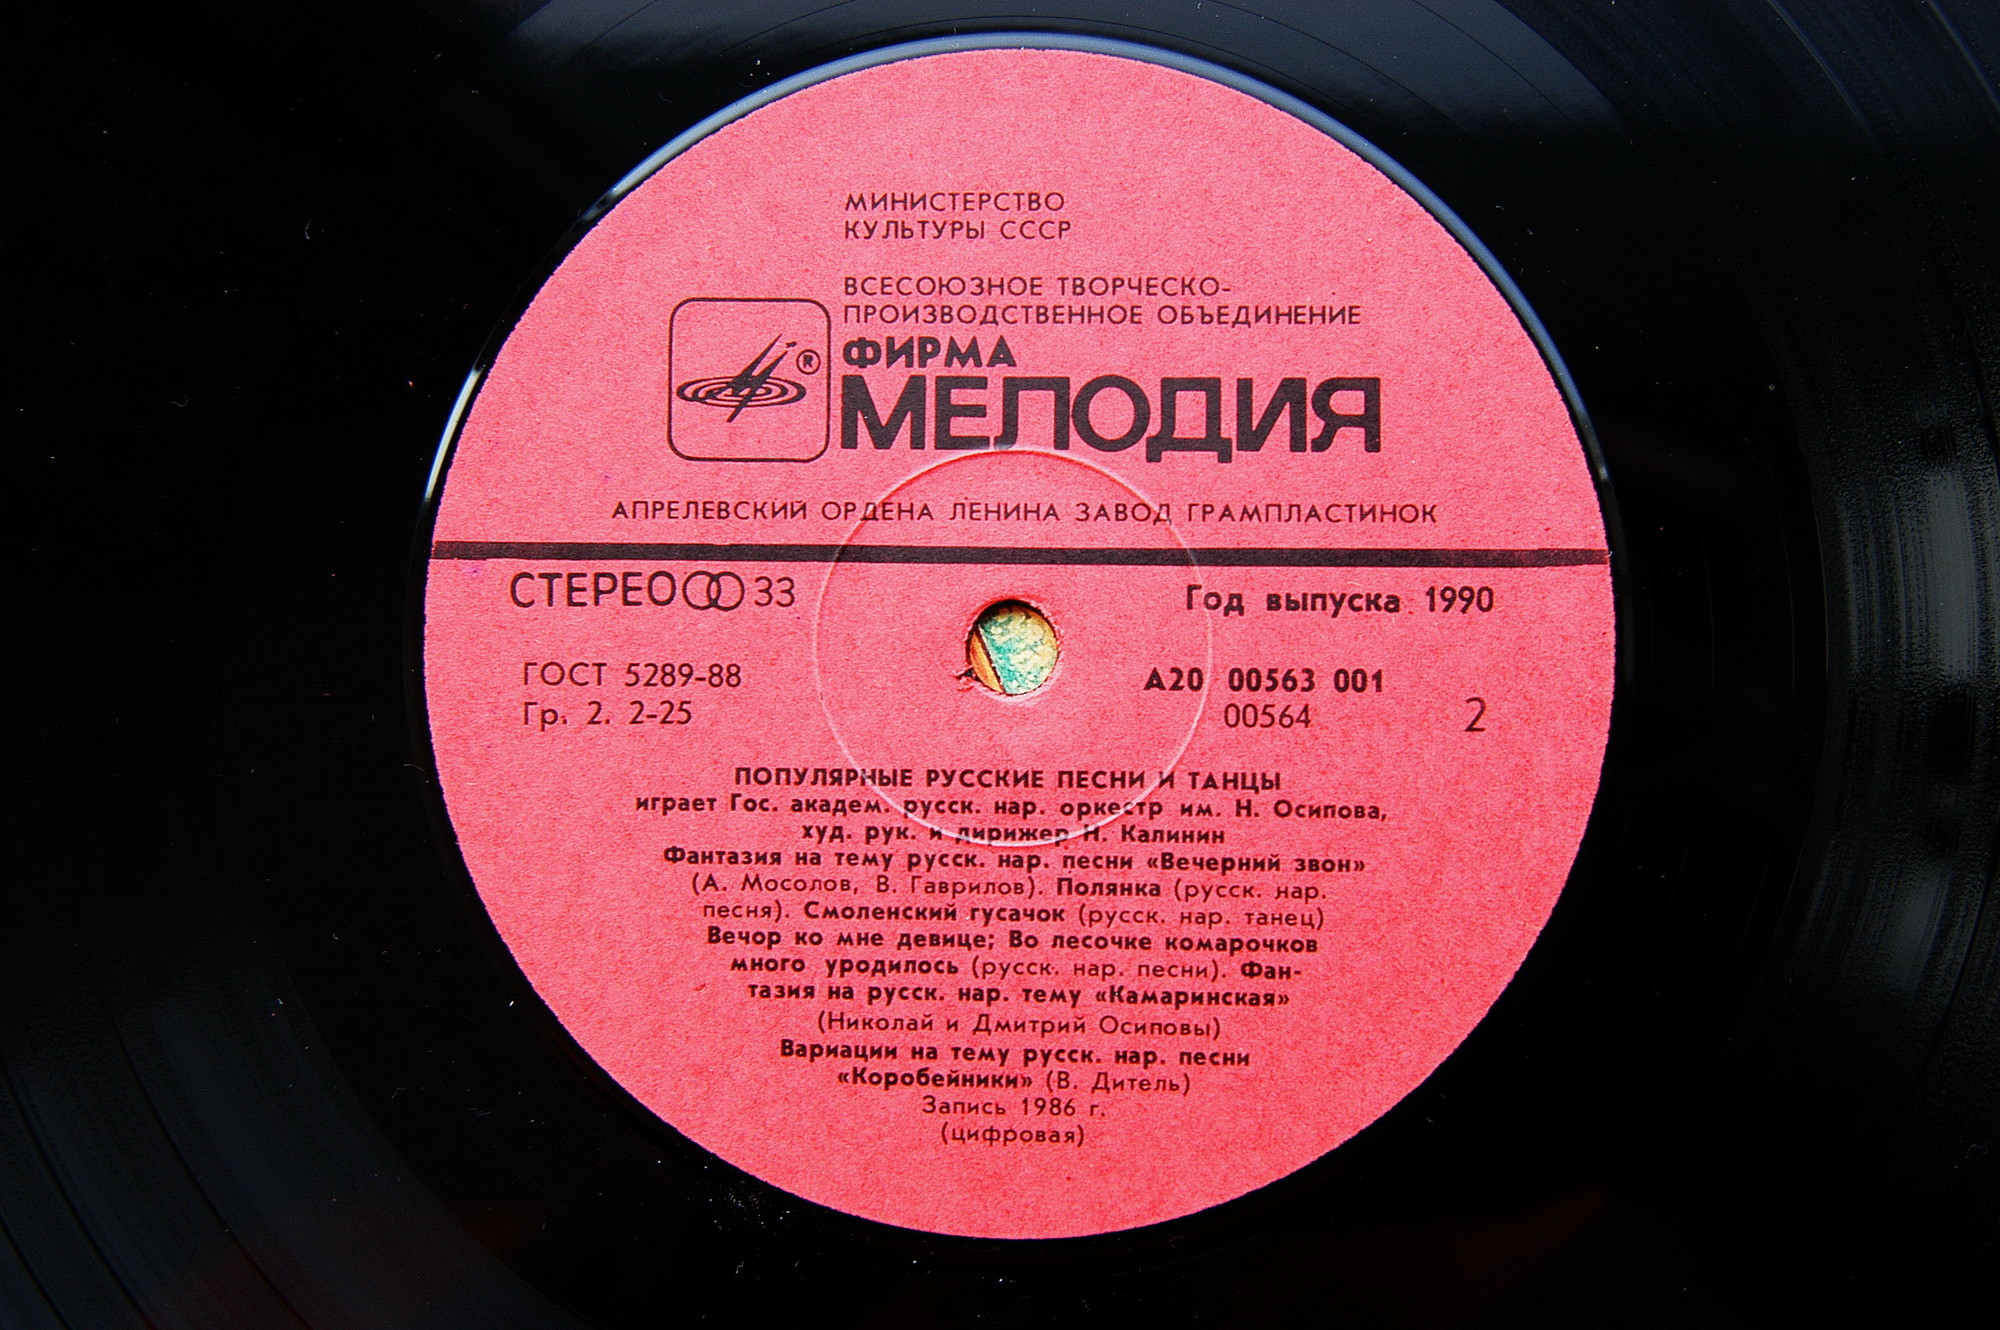 МИНИСТЕРСТВО
КУЛЬТУРЫ СССР
ВСЕСОЮЗНОЕ ТВОРЧЕСКО-
ПРОИЗВОДСТВЕННОЕ ОБЪЕДИНЕНИЕ
ФИРМА
®
МЕЛОДИЯ
АПРЕЛЕВСКИЙ ОРДЕНА ЛЕНИНА ЗАВОД ГРАМПЛАСТИНОК
СТЕРЕО 33
Год выпуска 1990
ГОСТ 5289-88
Гр. 2. 2-25
А20 00563 001
00564
2
ПОПУЛЯРНЫЕ РУССКИЕ ПЕСНИ И ТАНЦЫ
играет Гос. академ. русск. нар. оркестр им. Н. Осипова,
худ. рук. и дирижер Н. Калинин
Фантазия на тему русск. нар. песни «Вечерний звон»
(А. Мосолов, В. Гаврилов). Полянка (русск. нар.
песня). Смоленский гусачок (русск. нар. танец)
Вечор ко мне девице; Во лесочке комарочков
много уродилось (русск. нар. песни). Фан-
тазия на русск. нар. тему «Камаринская»
(Николай и Дмитрий Осиповы)
Вариации на тему русск. нар. песни
«Коробейники» (В. Дитель)
Запись 1986 г.
(цифровая)